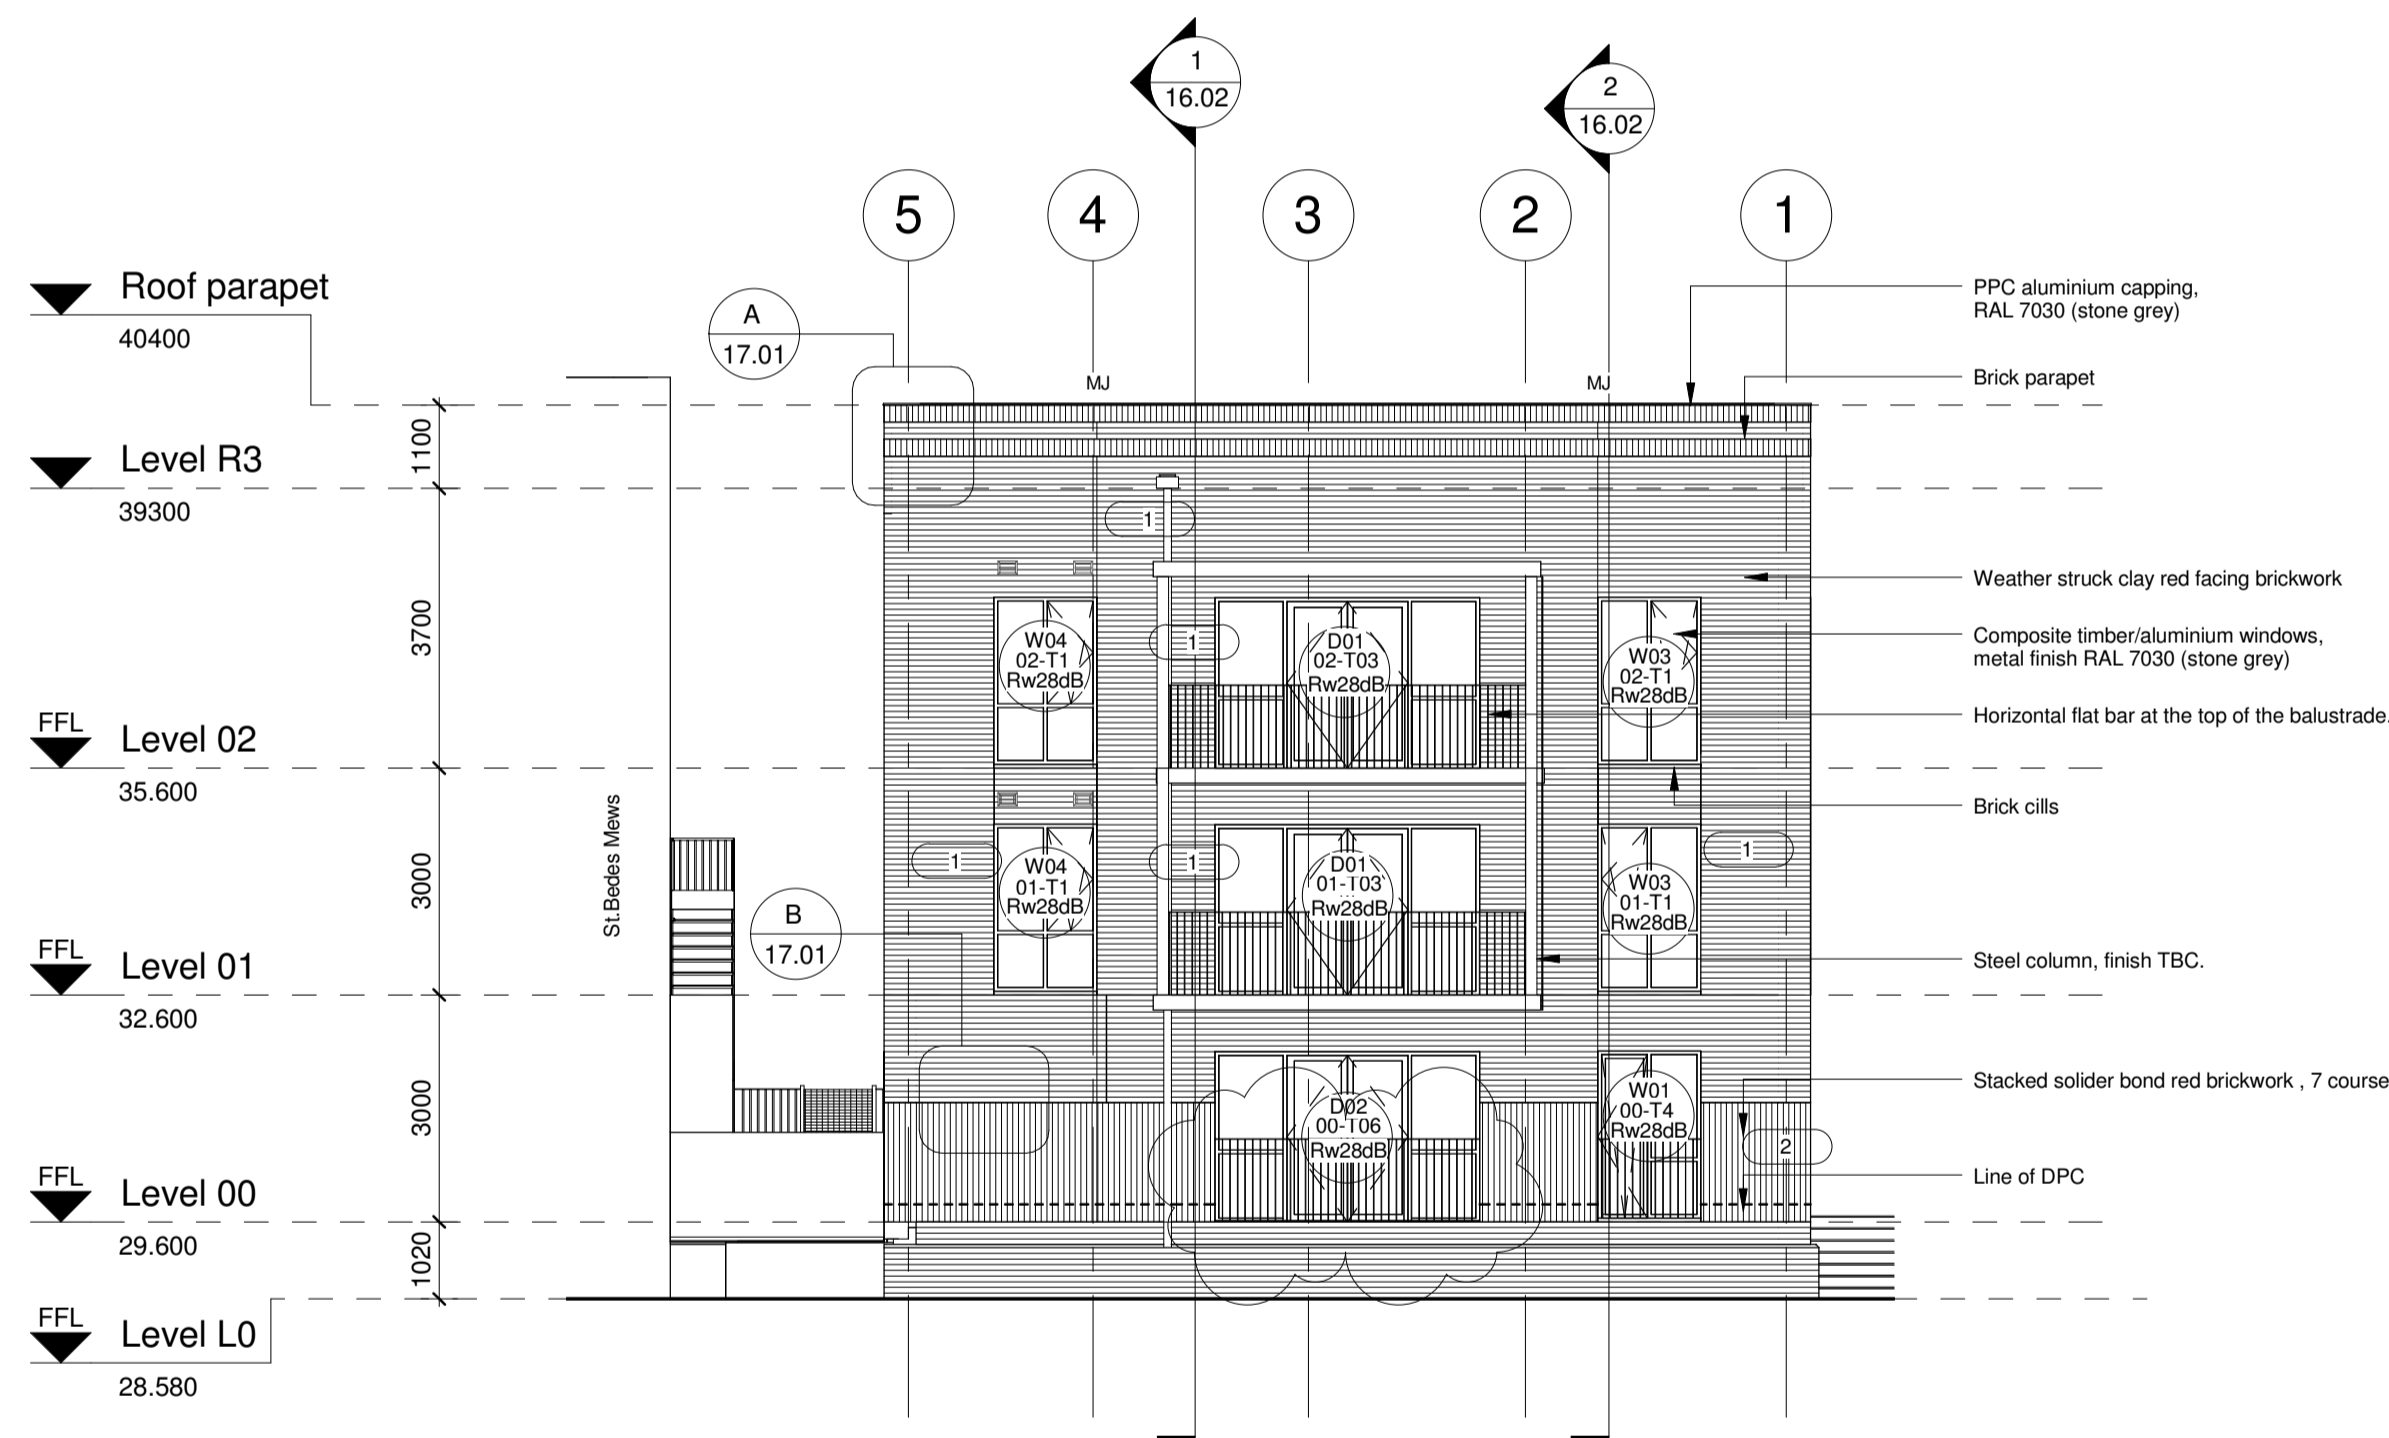 1
16.02
2
16.02
5
4
3
2
1
Roof parapet
40400
A
17.01
MJ
MJ
PPC aluminium capping,
RAL 7030 (stone grey)
Brick parapet
1100
Level R3
39300
1
3700
Weather struck clay red facing brickwork
W04
02-T1
Rw28dB
1
D01
02-T03
Rw28dB
W03
02-T1
Rw28dB
Composite timber/aluminium windows,
metal finish RAL 7030 (stone grey)
Horizontal flat bar at the top of the balustrade.
FFL
Level 02
35.600
Brick cills
St.Bedes Mews
3000
1
W04
01-T1
Rw28dB
1
D01
01-T03
Rw28dB
W03
01-T1
Rw28dB
1
B
17.01
FFL
Level 01
32.600
Steel column, finish TBC.
3000
D02
00-T06
Rw28dB
W01
00-T4
Rw28dB
Stacked solider bond red brickwork , 7 course
2
Line of DPC
FFL
Level 00
29.600
1020
FFL
Level L0
28.580